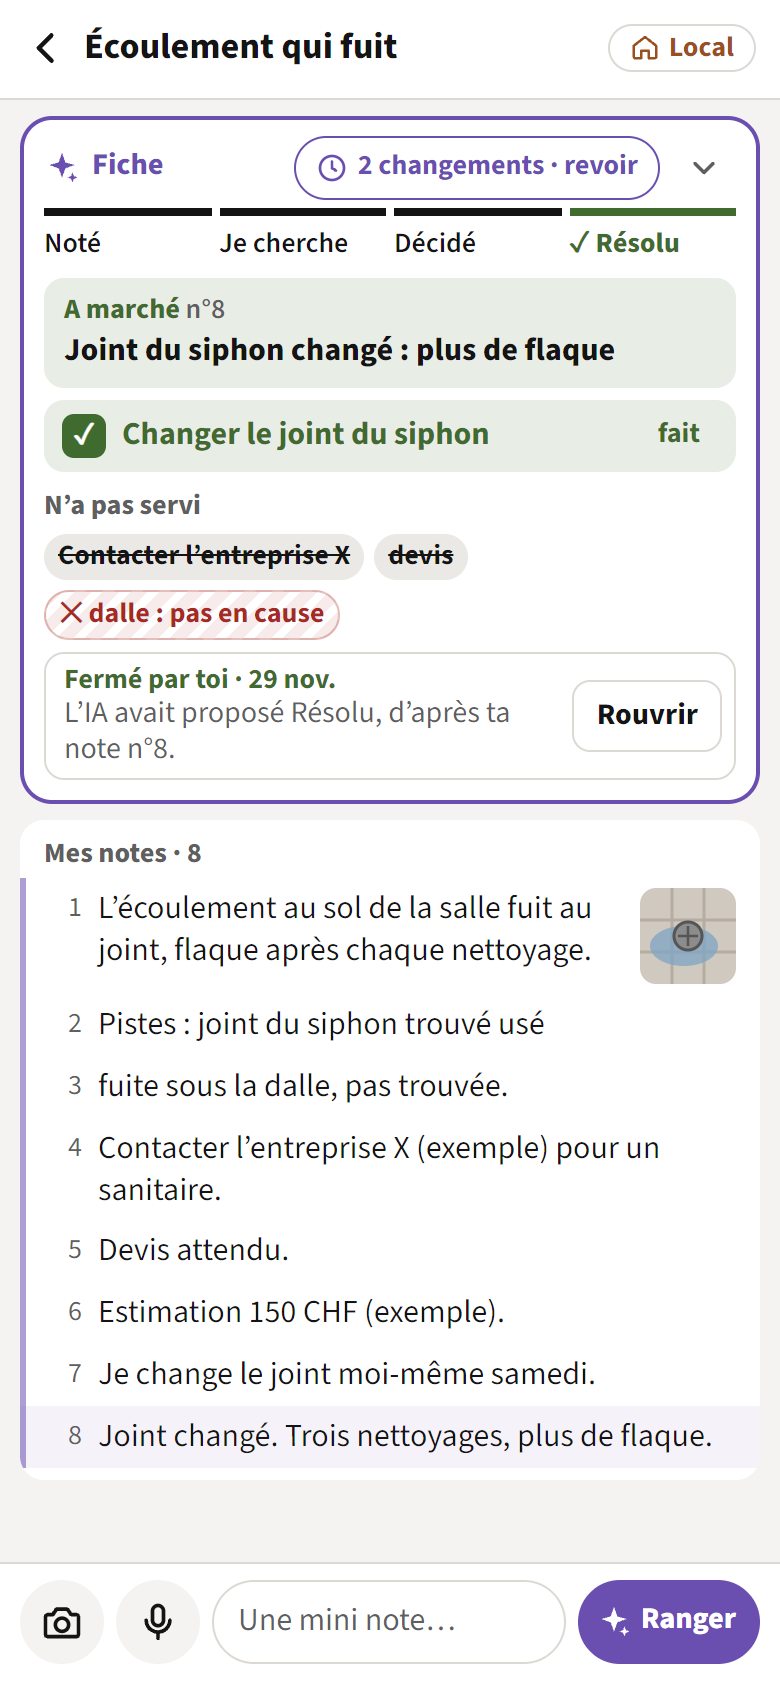 Écoulement qui fuit
Local
Fiche
2 changements · revoir
Noté
Je cherche
Décidé
✓ Résolu
A marché n°8
Joint du siphon changé : plus de flaque
Changer le joint du siphon
fait
N’a pas servi
Contacter l’entreprise X
devis
dalle : pas en cause
Fermé par toi · 29 nov.
L’IA avait proposé Résolu, d’après ta
note n°8.
Rouvrir
Mes notes · 8
1 L’écoulement au sol de la salle fuit au
joint, flaque après chaque nettoyage.
2 Pistes : joint du siphon trouvé usé
3 fuite sous la dalle, pas trouvée.
4 Contacter l’entreprise X (exemple) pour un
sanitaire.
5 Devis attendu.
6 Estimation 150 CHF (exemple).
7 Je change le joint moi-même samedi.
8 Joint changé. Trois nettoyages, plus de flaque.
Une mini note…
Ranger